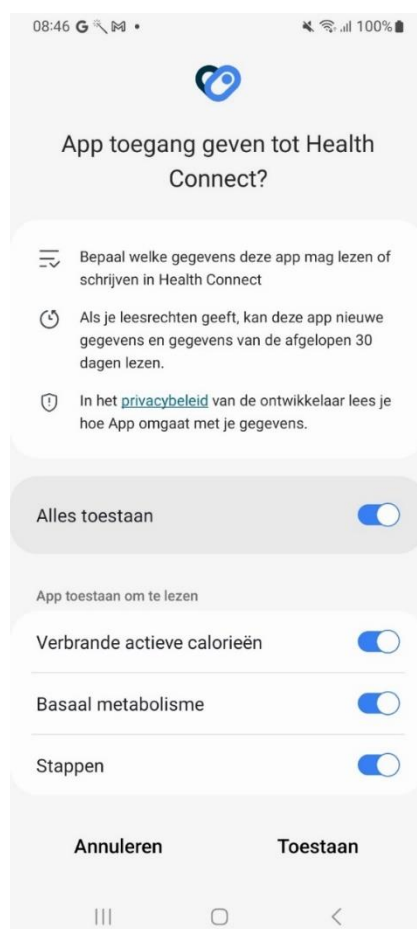 08:46 G M • 100%
App toegang geven tot Health
Connect?
Bepaal welke gegevens deze app mag lezen of
schrijven in Health Connect
Als je leesrechten geeft, kan deze app nieuwe
gegevens en gegevens van de afgelopen 30
dagen lezen.
In het privacybeleid van de ontwikkelaar lees je
hoe App omgaat met je gegevens.
Alles toestaan
App toestaan om te lezen
Verbrande actieve calorieën
Basaal metabolisme
Stappen
Annuleren Toestaan